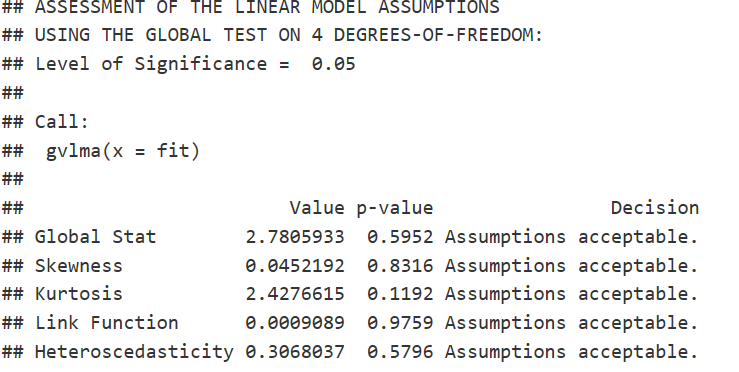 ## ASSESSMENT OF THE LINEAR MODEL ASSUMPTIONS
## USING THE GLOBAL TEST ON 4 DEGREES-OF-FREEDOM:
## Level of Significance =  0.05
##
## Call:
##  gvlma(x = fit)
##
##                        Value p-value                Decision
## Global Stat        2.7805933  0.5952 Assumptions acceptable.
## Skewness           0.0452192  0.8316 Assumptions acceptable.
## Kurtosis           2.4276615  0.1192 Assumptions acceptable.
## Link Function      0.0009089  0.9759 Assumptions acceptable.
## Heteroscedasticity 0.3068037  0.5796 Assumptions acceptable.